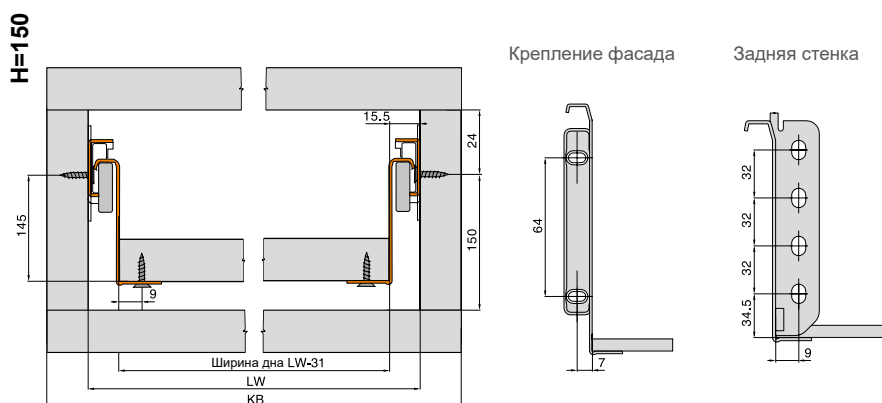 H=150
Крепление фасада
Задняя стенка
15.5
24
145
150
9
Ширина дна LW-31
LW
KB
64
7
32
32
32
34.5
9